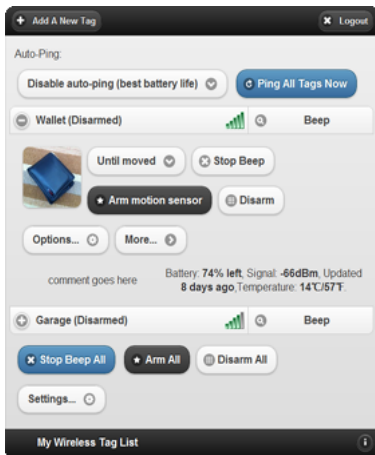 Add A New Tag Logout
Auto-Ping:
Disable auto-ping (best battery life) Ping All Tags Now
Wallet (Disarmed) Beep
Until moved Stop Beep
Arm motion sensor Disarm
Options... More...
comment goes here
Battery: 74% left, Signal: -66dBm, Updated
8 days ago,Temperature: 14℃/57℉.
Garage (Disarmed) Beep
Stop Beep All Arm All Disarm All
Settings...
My Wireless Tag List